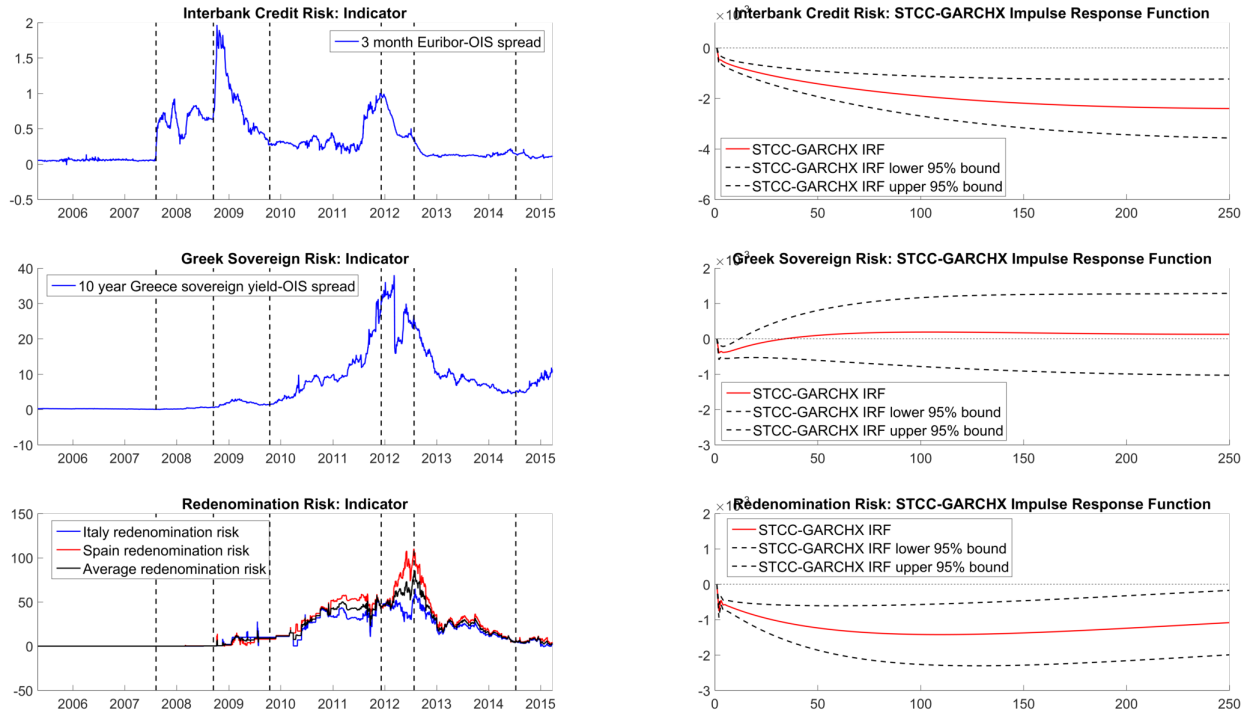 Interbank Credit Risk: Indicator
2
1.5
1
0.5
0
-0.5
3 month Euribor-OIS spread
2006 2007 2008 2009 2010 2011 2012 2013 2014 2015
×10⁻³
Interbank Credit Risk: STCC-GARCHX Impulse Response Function
0
-2
-4
-6
STCC-GARCHX IRF
STCC-GARCHX IRF lower 95% bound
STCC-GARCHX IRF upper 95% bound
0 50 100 150 200 250
Greek Sovereign Risk: Indicator
40
30
20
10
0
-10
10 year Greece sovereign yield-OIS spread
2006 2007 2008 2009 2010 2011 2012 2013 2014 2015
×10⁻³
Greek Sovereign Risk: STCC-GARCHX Impulse Response Function
2
1
0
-1
-2
-3
STCC-GARCHX IRF
STCC-GARCHX IRF lower 95% bound
STCC-GARCHX IRF upper 95% bound
0 50 100 150 200 250
Redenomination Risk: Indicator
150
100
50
0
-50
Italy redenomination risk
Spain redenomination risk
Average redenomination risk
2006 2007 2008 2009 2010 2011 2012 2013 2014 2015
×10⁻³
Redenomination Risk: STCC-GARCHX Impulse Response Function
2
1
0
-1
-2
-3
STCC-GARCHX IRF
STCC-GARCHX IRF lower 95% bound
STCC-GARCHX IRF upper 95% bound
0 50 100 150 200 250